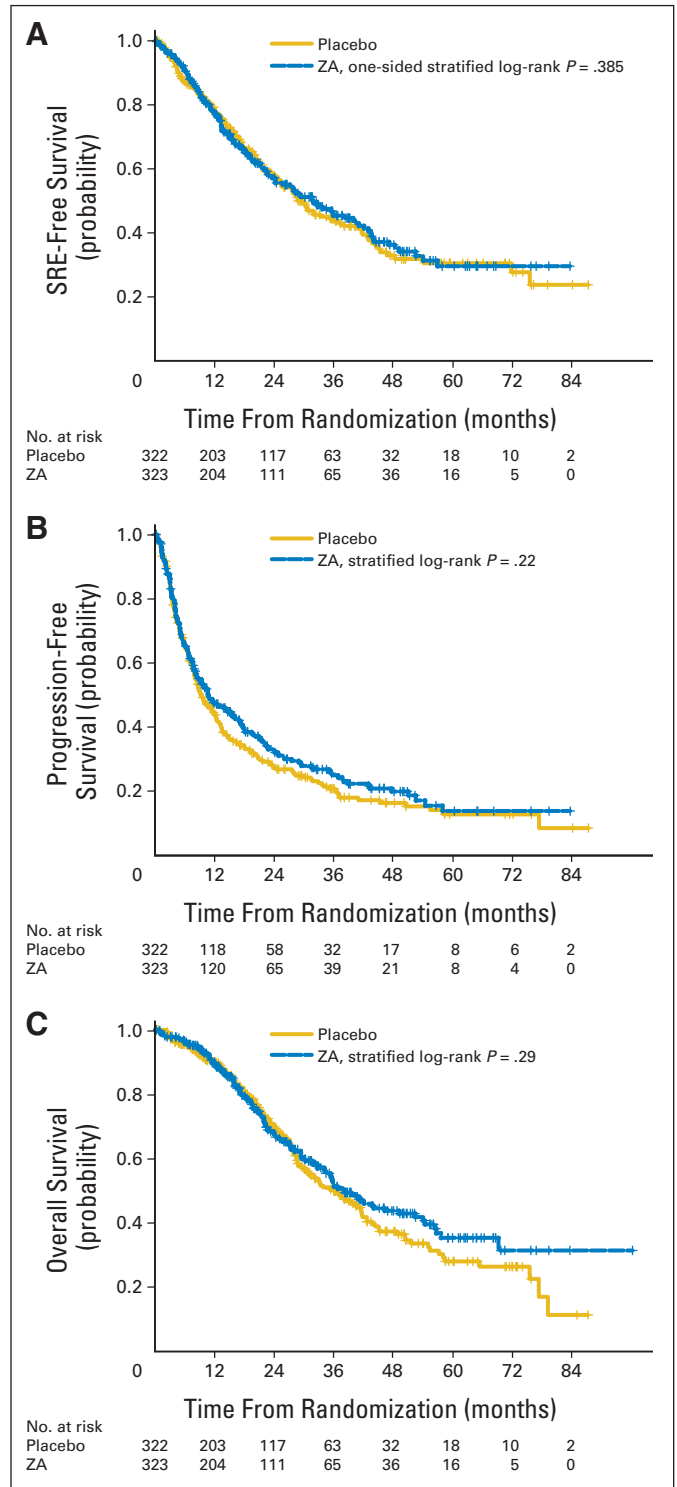 A
Placebo
ZA, one-sided stratified log-rank P = .385
SRE-Free Survival
(probability)
1.0
0.8
0.6
0.4
0.2
0 12 24 36 48 60 72 84
Time From Randomization (months)
No. at risk
Placebo 322 203 117 63 32 18 10 2
ZA 323 204 111 65 36 16 5 0
B
Placebo
ZA, stratified log-rank P = .22
Progression-Free
Survival (probability)
1.0
0.8
0.6
0.4
0.2
0 12 24 36 48 60 72 84
Time From Randomization (months)
No. at risk
Placebo 322 118 58 32 17 8 6 2
ZA 323 120 65 39 21 8 4 0
C
Placebo
ZA, stratified log-rank P = .29
Overall Survival
(probability)
1.0
0.8
0.6
0.4
0.2
0 12 24 36 48 60 72 84
Time From Randomization (months)
No. at risk
Placebo 322 203 117 63 32 18 10 2
ZA 323 204 111 65 36 16 5 0